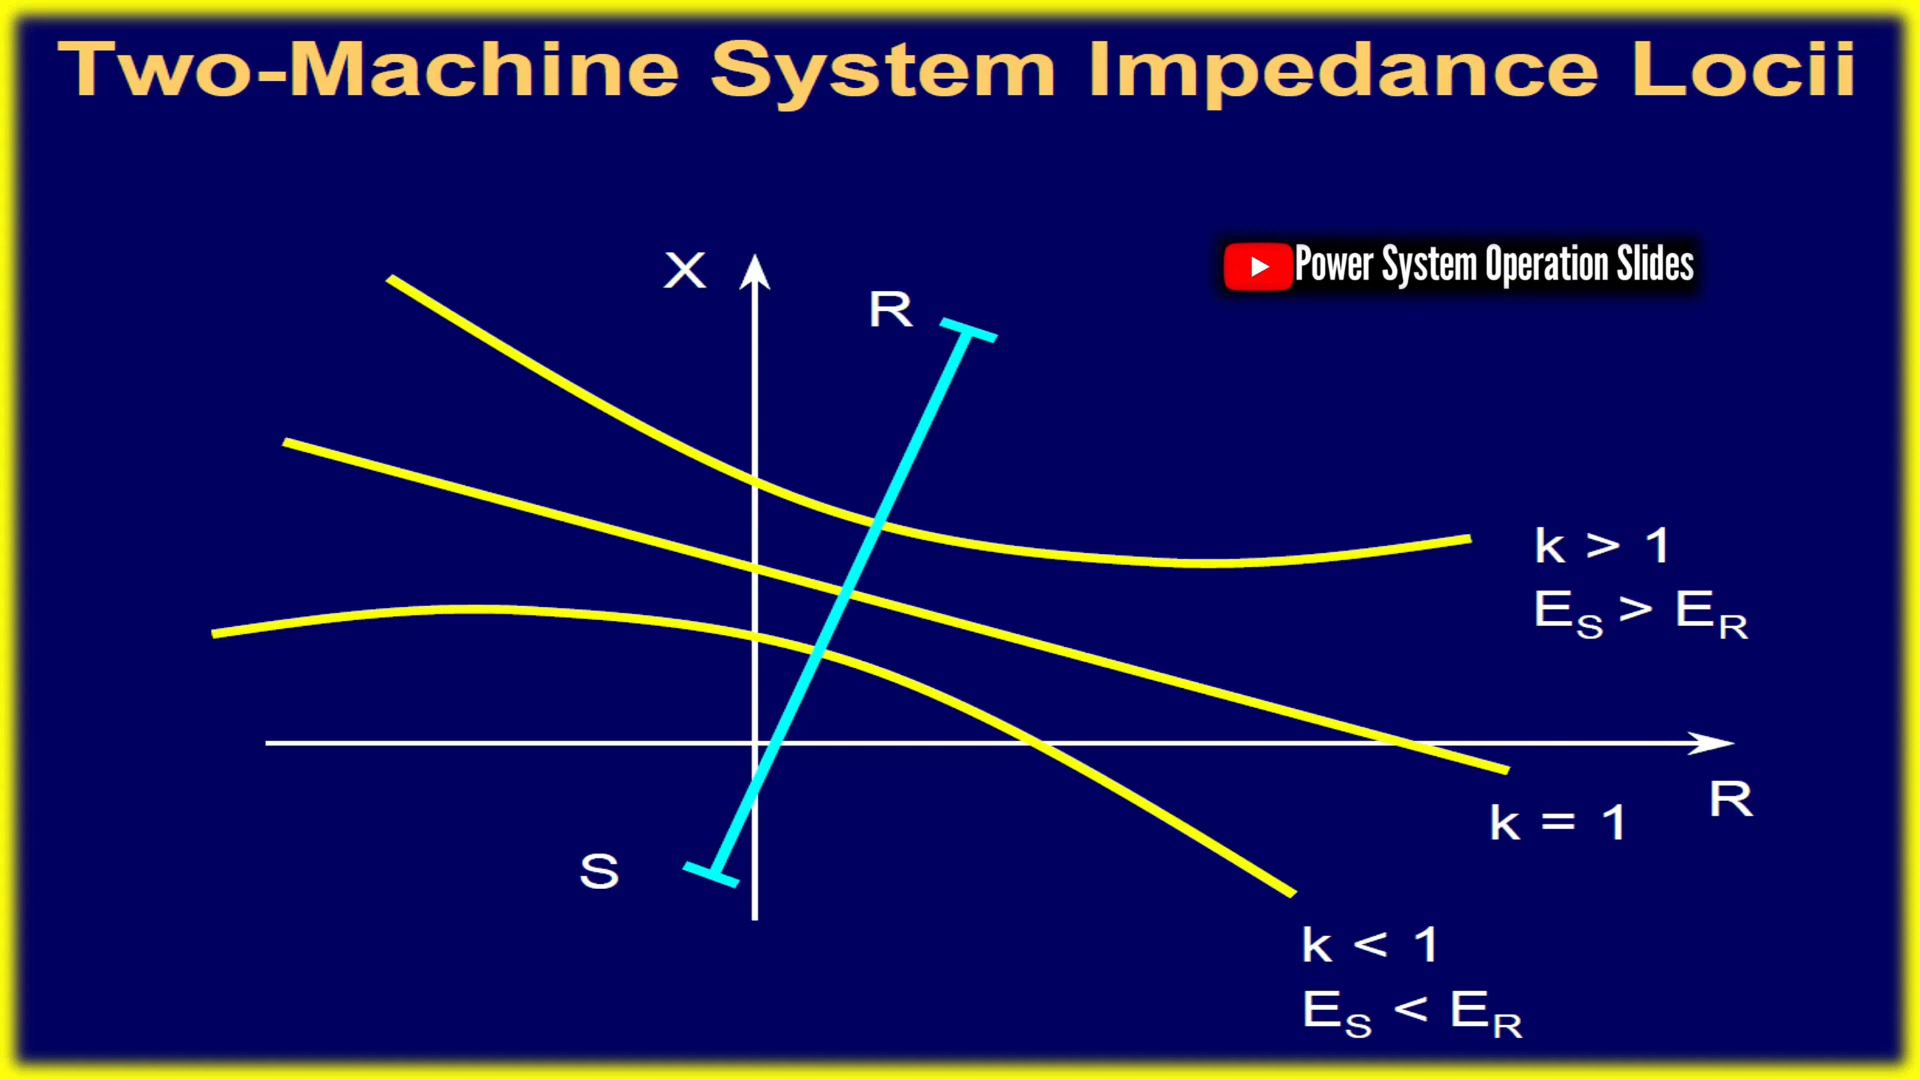 Two-Machine System Impedance Locii
Power System Operation Slides
X
R
k > 1
E_S > E_R
R
k = 1
S
k < 1
E_S < E_R